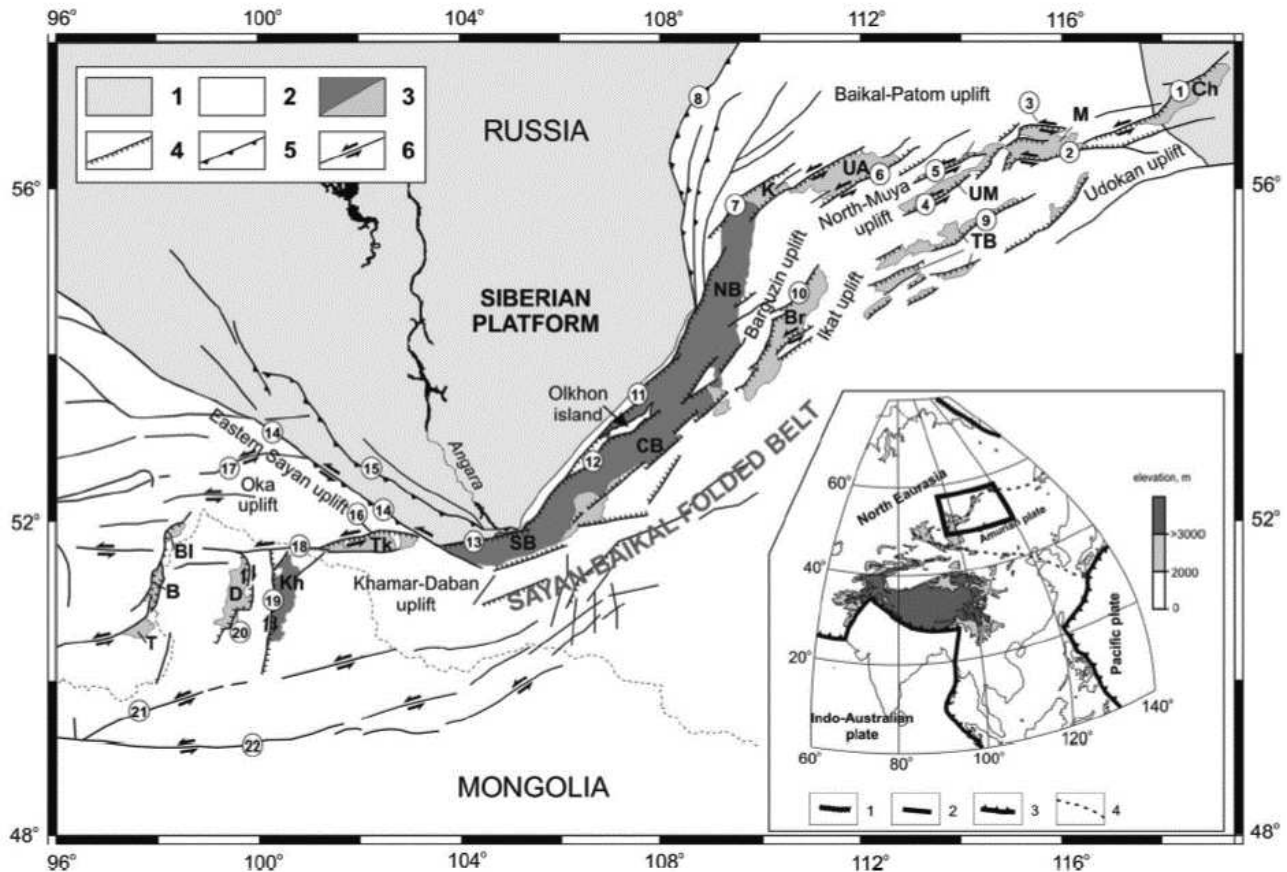 96° 100° 104° 108° 112° 116°
1 2 3
4 5 6
RUSSIA
8
Baikal-Patom uplift
3
M
1
Ch
2
56°
56°
K
UA
6
5
North-Muya
uplift
4
UM
Udokan uplift
7
9
TB
NB
Barguzin uplift
10
Br
Ikat uplift
SIBERIAN
PLATFORM
11
Olkhon
island
CB
12
Angara
SAYAN-BAIKAL FOLDED BELT
14
Eastern Sayan uplift
15
17
Oka
uplift
16
14
52°
52°
13
SB
Tk
18
Bl
B
D
Kh
19
Khamar-Daban
uplift
T
20
21
22
MONGOLIA
48°
48°
96° 100° 104° 108° 112° 116°
60°
North Eaurasia
Amurian plate
40°
20°
Pacific plate
Indo-Australian
plate
60° 80° 100° 120° 140°
elevation, m
>3000
2000
0
1 2 3 4